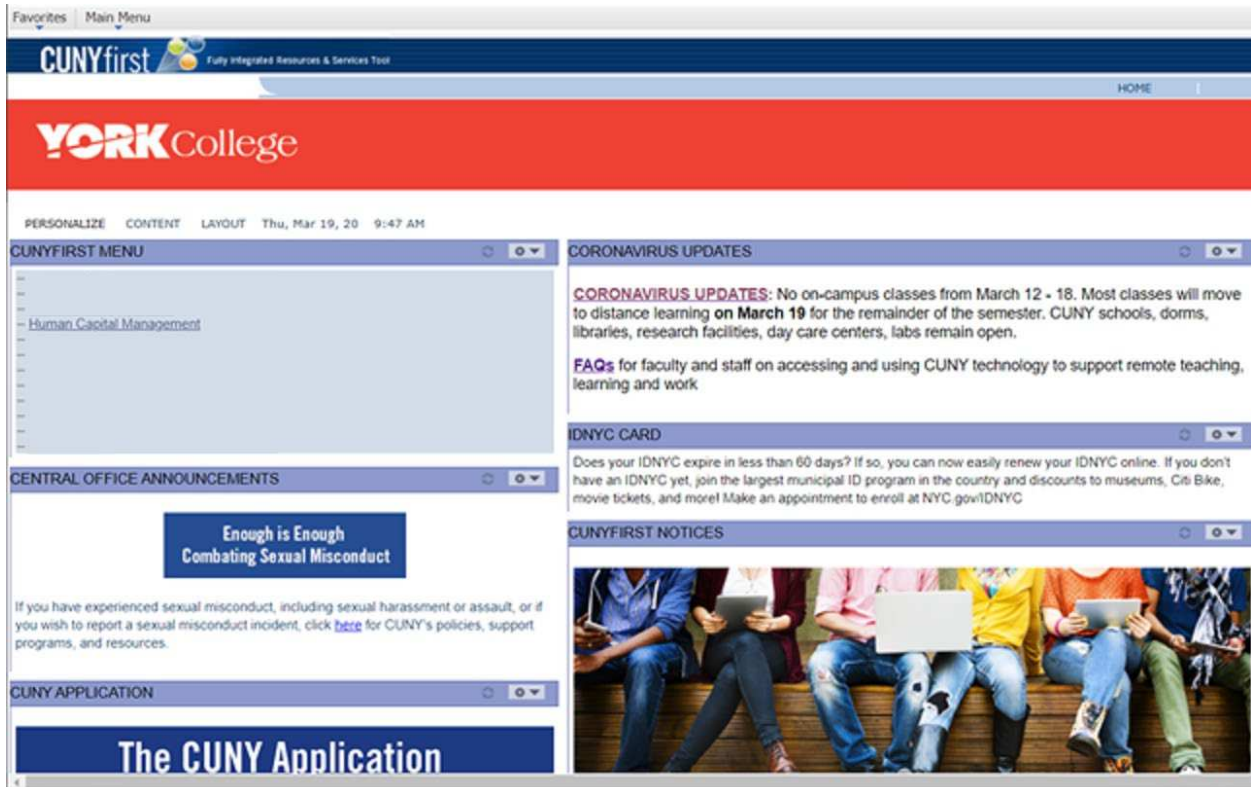 Favorites Main Menu
CUNYfirst Fully Integrated Resources & Services Tool
HOME
YORK College
PERSONALIZE CONTENT LAYOUT Thu, Mar 19, 20 9:47 AM
CUNYFIRST MENU
Human Capital Management
CENTRAL OFFICE ANNOUNCEMENTS
Enough is Enough
Combating Sexual Misconduct
If you have experienced sexual misconduct, including sexual harassment or assault, or if
you wish to report a sexual misconduct incident, click here for CUNY's policies, support
programs, and resources.
CUNY APPLICATION
The CUNY Application
CORONAVIRUS UPDATES
CORONAVIRUS UPDATES: No on-campus classes from March 12 - 18. Most classes will move
to distance learning on March 19 for the remainder of the semester. CUNY schools, dorms,
libraries, research facilities, day care centers, labs remain open.
FAQs for faculty and staff on accessing and using CUNY technology to support remote teaching,
learning and work
IDNYC CARD
Does your IDNYC expire in less than 60 days? If so, you can now easily renew your IDNYC online. If you don't
have an IDNYC yet, join the largest municipal ID program in the country and discounts to museums, Citi Bike,
movie tickets, and more! Make an appointment to enroll at NYC.gov/IDNYC
CUNYFIRST NOTICES